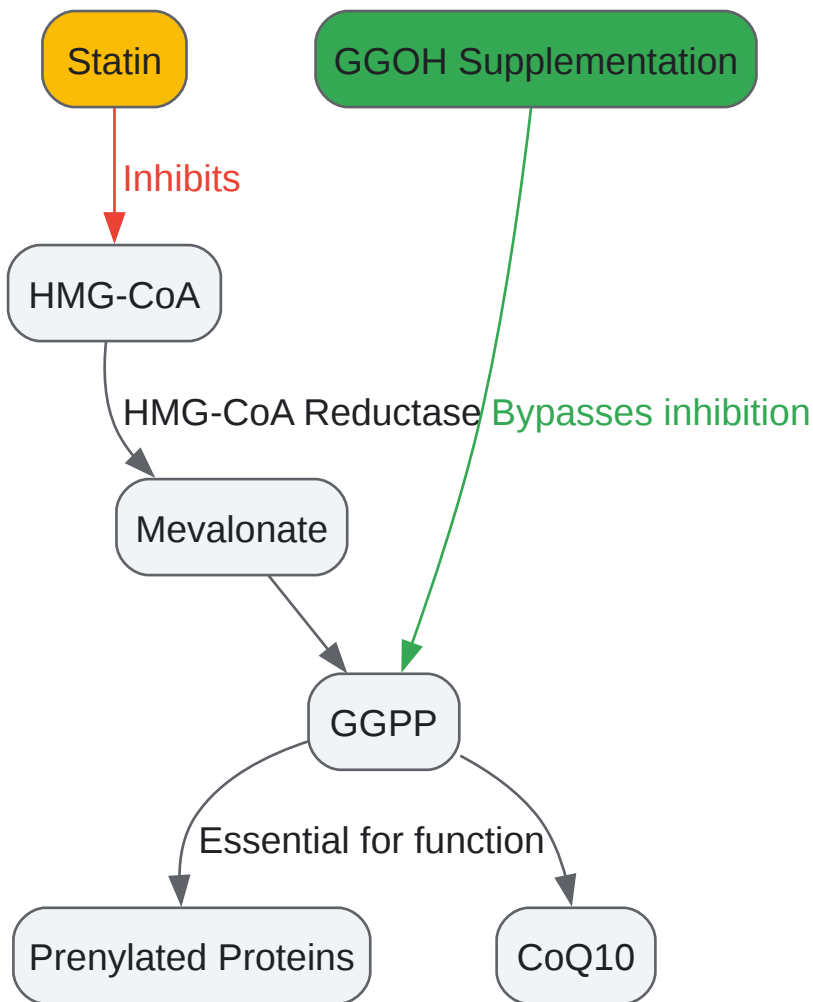 Statin
GGOH Supplementation
Inhibits
HMG-CoA
HMG-CoA Reductase
Bypasses inhibition
Mevalonate
GGPP
Essential for function
Prenylated Proteins
CoQ10